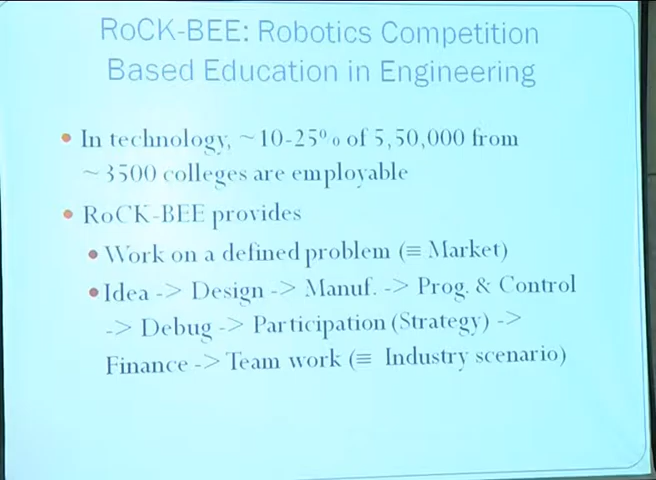 RoCK-BEE: Robotics Competition
Based Education in Engineering
• In technology, ~10-25% of 5,50,000 from
~3500 colleges are employable
• RoCK-BEE provides
• Work on a defined problem (≡ Market)
• Idea -> Design -> Manuf. -> Prog. & Control
-> Debug -> Participation (Strategy) ->
Finance -> Team work (≡ Industry scenario)